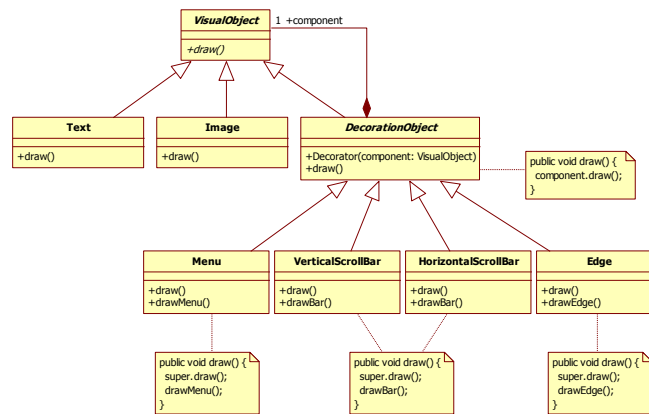 VisualObject
1 +component
+draw()
Text
+draw()
Image
+draw()
DecorationObject
+Decorator(component: VisualObject)
+draw()
public void draw() {
component.draw();
}
Menu
+draw()
+drawMenu()
VerticalScrollBar
+draw()
+drawBar()
HorizontalScrollBar
+draw()
+drawBar()
Edge
+draw()
+drawEdge()
public void draw() {
super.draw();
drawMenu();
}
public void draw() {
super.draw();
drawBar();
}
public void draw() {
super.draw();
drawEdge();
}